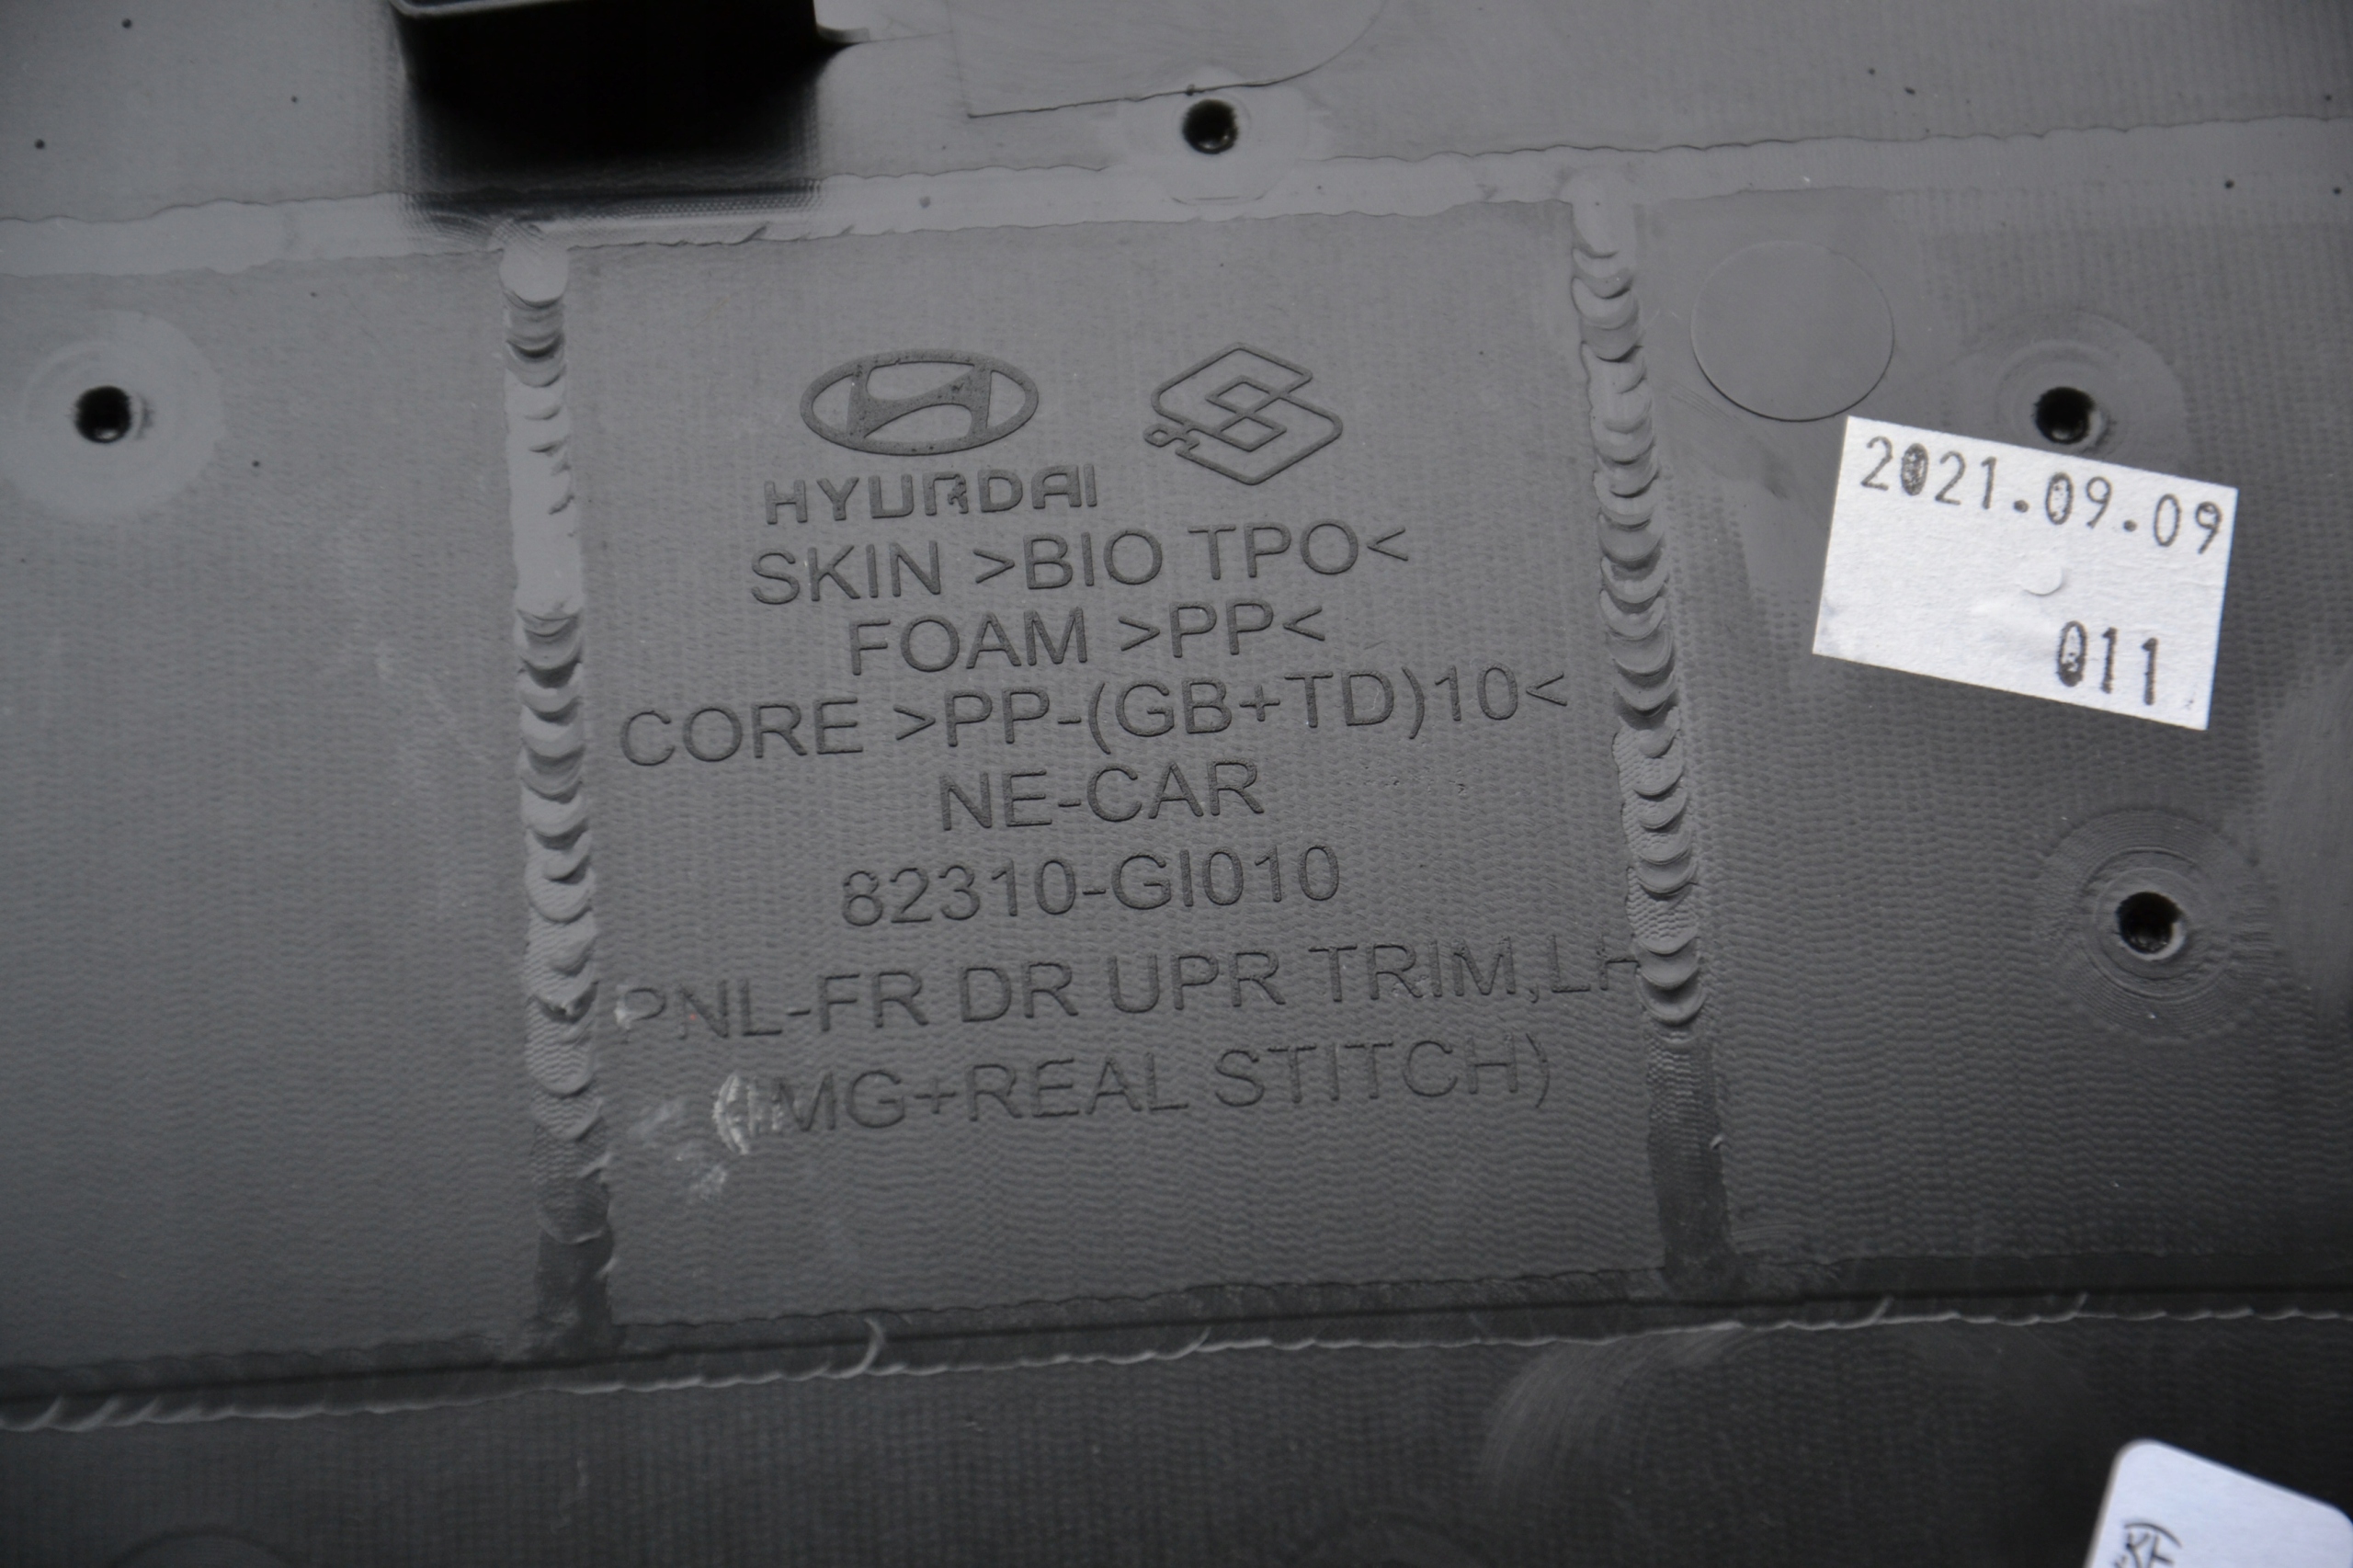 HYUNDAI
SKIN >BIO TPO<
FOAM >PP<
CORE >PP-(GB+TD)10<
NE-CAR
82310-GI010
PNL-FR DR UPR TRIM,LH
(IMG+REAL STITCH)
2021.09.09
011